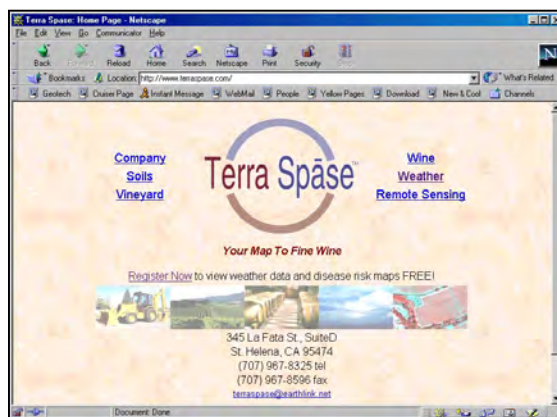 Terra Spase: Home Page - Netscape
File Edit View Go Communicator Help
Back Forward Reload Home Search Netscape Print Security Stop
Bookmarks Location: http://www.terraspase.com/ What's Related
Geotech Cruiser Page Instant Message WebMail People Yellow Pages Download New & Cool Channels
Company
Soils
Vineyard
Terra Spāse™
Wine
Weather
Remote Sensing
Your Map To Fine Wine
Register Now to view weather data and disease risk maps FREE!
345 La Fata St., SuiteD
St. Helena, CA 95474
(707) 967-8325 tel
(707) 967-8596 fax
terraspase@earthlink.net
Document: Done